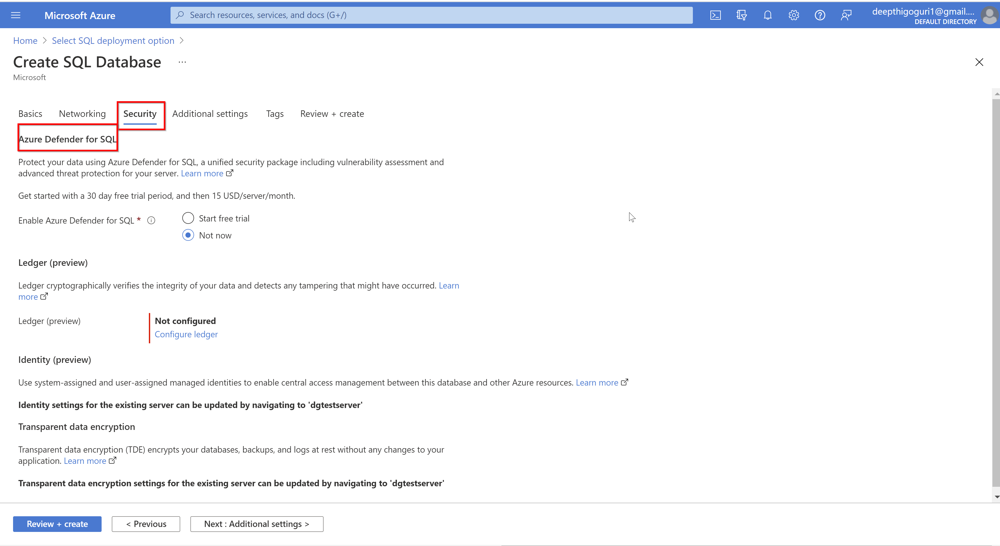 Microsoft Azure
Search resources, services, and docs (G+/)
deepthigoguri1@gmail....
DEFAULT DIRECTORY
Home > Select SQL deployment option >
Create SQL Database ...
Microsoft
Basics Networking Security Additional settings Tags Review + create
Azure Defender for SQL
Protect your data using Azure Defender for SQL, a unified security package including vulnerability assessment and
advanced threat protection for your server. Learn more
Get started with a 30 day free trial period, and then 15 USD/server/month.
Enable Azure Defender for SQL *
Start free trial
Not now
Ledger (preview)
Ledger cryptographically verifies the integrity of your data and detects any tampering that might have occurred. Learn
more
Ledger (preview) Not configured
Configure ledger
Identity (preview)
Use system-assigned and user-assigned managed identities to enable central access management between this database and other Azure resources. Learn more
Identity settings for the existing server can be updated by navigating to 'dgtestserver'
Transparent data encryption
Transparent data encryption (TDE) encrypts your databases, backups, and logs at rest without any changes to your
application. Learn more
Transparent data encryption settings for the existing server can be updated by navigating to 'dgtestserver'
Review + create < Previous Next : Additional settings >